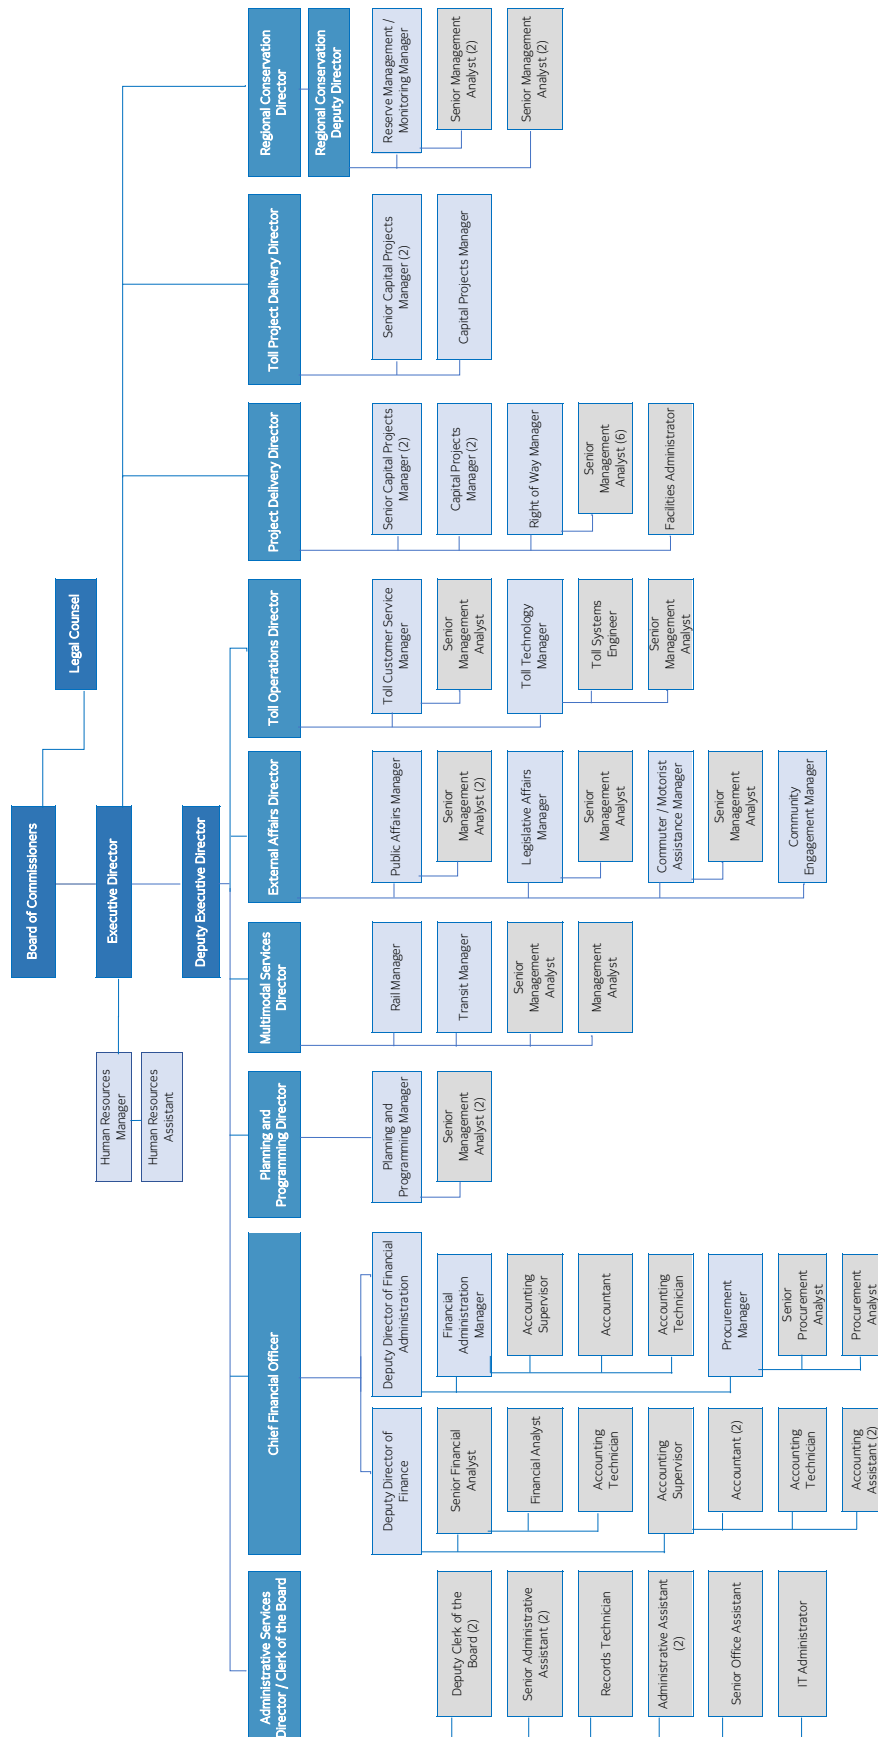 Board of Commissioners
Legal Counsel
Executive Director
Human Resources
Manager
Human Resources
Assistant
Deputy Executive Director
Administrative Services
Director / Clerk of the Board
Deputy Clerk of the
Board (2)
Senior Administrative
Assistant (2)
Records Technician
Administrative Assistant
(2)
Senior Office Assistant
IT Administrator
Chief Financial Officer
Deputy Director of
Finance
Senior Financial
Analyst
Financial Analyst
Accounting
Technician
Accounting
Supervisor
Accountant (2)
Accounting
Technician
Accounting
Assistant (2)
Deputy Director of Financial
Administration
Financial
Administration
Manager
Accounting
Supervisor
Accountant
Accounting
Technician
Procurement
Manager
Senior
Procurement
Analyst
Procurement
Analyst
Planning and
Programming Director
Planning and
Programming Manager
Senior
Management
Analyst (2)
Multimodal Services
Director
Rail Manager
Transit Manager
Senior
Management
Analyst
Management
Analyst
External Affairs Director
Public Affairs Manager
Senior
Management
Analyst (2)
Legislative Affairs
Manager
Senior
Management
Analyst
Commuter / Motorist
Assistance Manager
Senior
Management
Analyst
Community
Engagement Manager
Toll Operations Director
Toll Customer Service
Manager
Senior
Management
Analyst
Toll Technology
Manager
Toll Systems
Engineer
Senior
Management
Analyst
Project Delivery Director
Senior Capital Projects
Manager (2)
Capital Projects
Manager (2)
Right of Way Manager
Senior
Management
Analyst (6)
Facilities Administrator
Toll Project Delivery Director
Senior Capital Projects
Manager (2)
Capital Projects Manager
Regional Conservation
Director
Regional Conservation
Deputy Director
Reserve Management /
Monitoring Manager
Senior Management
Analyst (2)
Senior Management
Analyst (2)